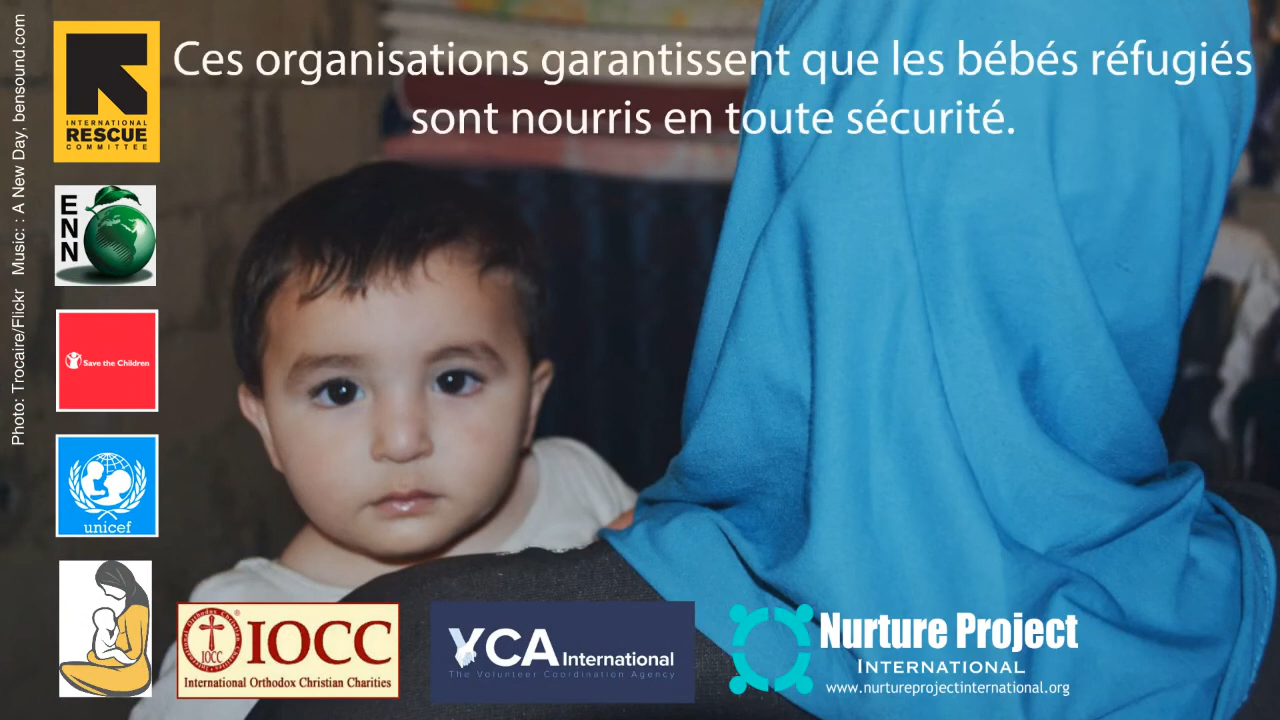 Ces organisations garantissent que les bébés réfugiés
sont nourris en toute sécurité.
Photo: Trocaire/Flickr Music: : A New Day, bensound.com
INTERNATIONAL
RESCUE
COMMITTEE
E
N
N
Save the Children
unicef
IOCC
IOCC
International Orthodox Christian Charities
YCA International
The Volunteer Coordination Agency
Nurture Project
INTERNATIONAL
www.nurtureprojectinternational.org